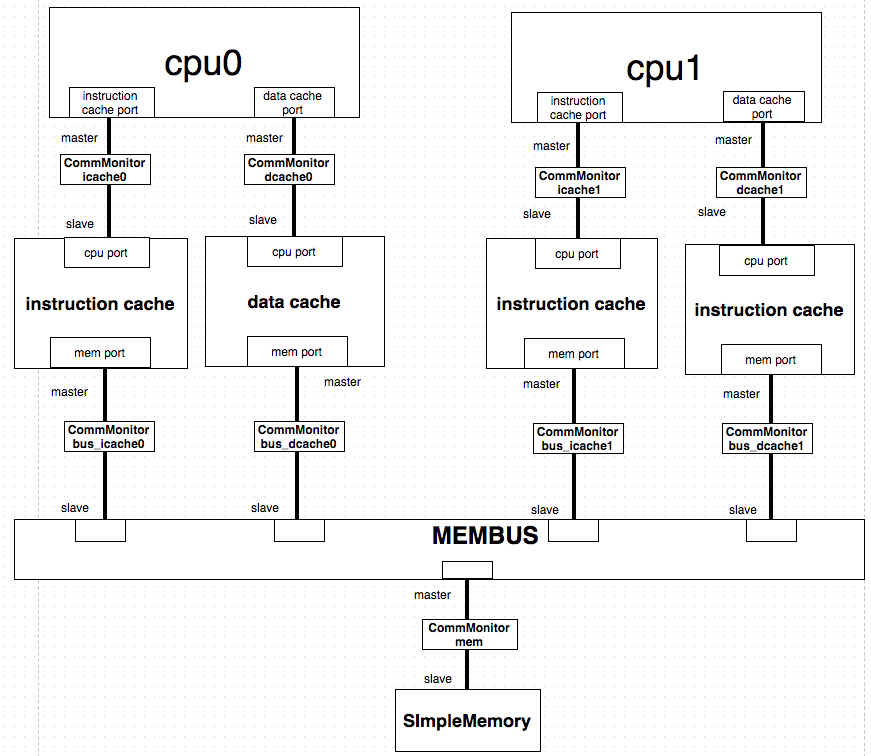 cpu0
cpu1
instruction
cache port
data cache
port
instruction
cache port
data cache
port
master
master
master
master
CommMonitor
icache0
CommMonitor
dcache0
CommMonitor
icache1
CommMonitor
dcache1
slave
slave
slave
slave
cpu port
cpu port
cpu port
cpu port
instruction cache
data cache
instruction cache
instruction cache
mem port
mem port
mem port
mem port
master
master
master
master
CommMonitor
bus_icache0
CommMonitor
bus_dcache0
CommMonitor
bus_icache1
CommMonitor
bus_dcache1
slave
slave
slave
slave
MEMBUS
master
CommMonitor
mem
slave
SImpleMemory